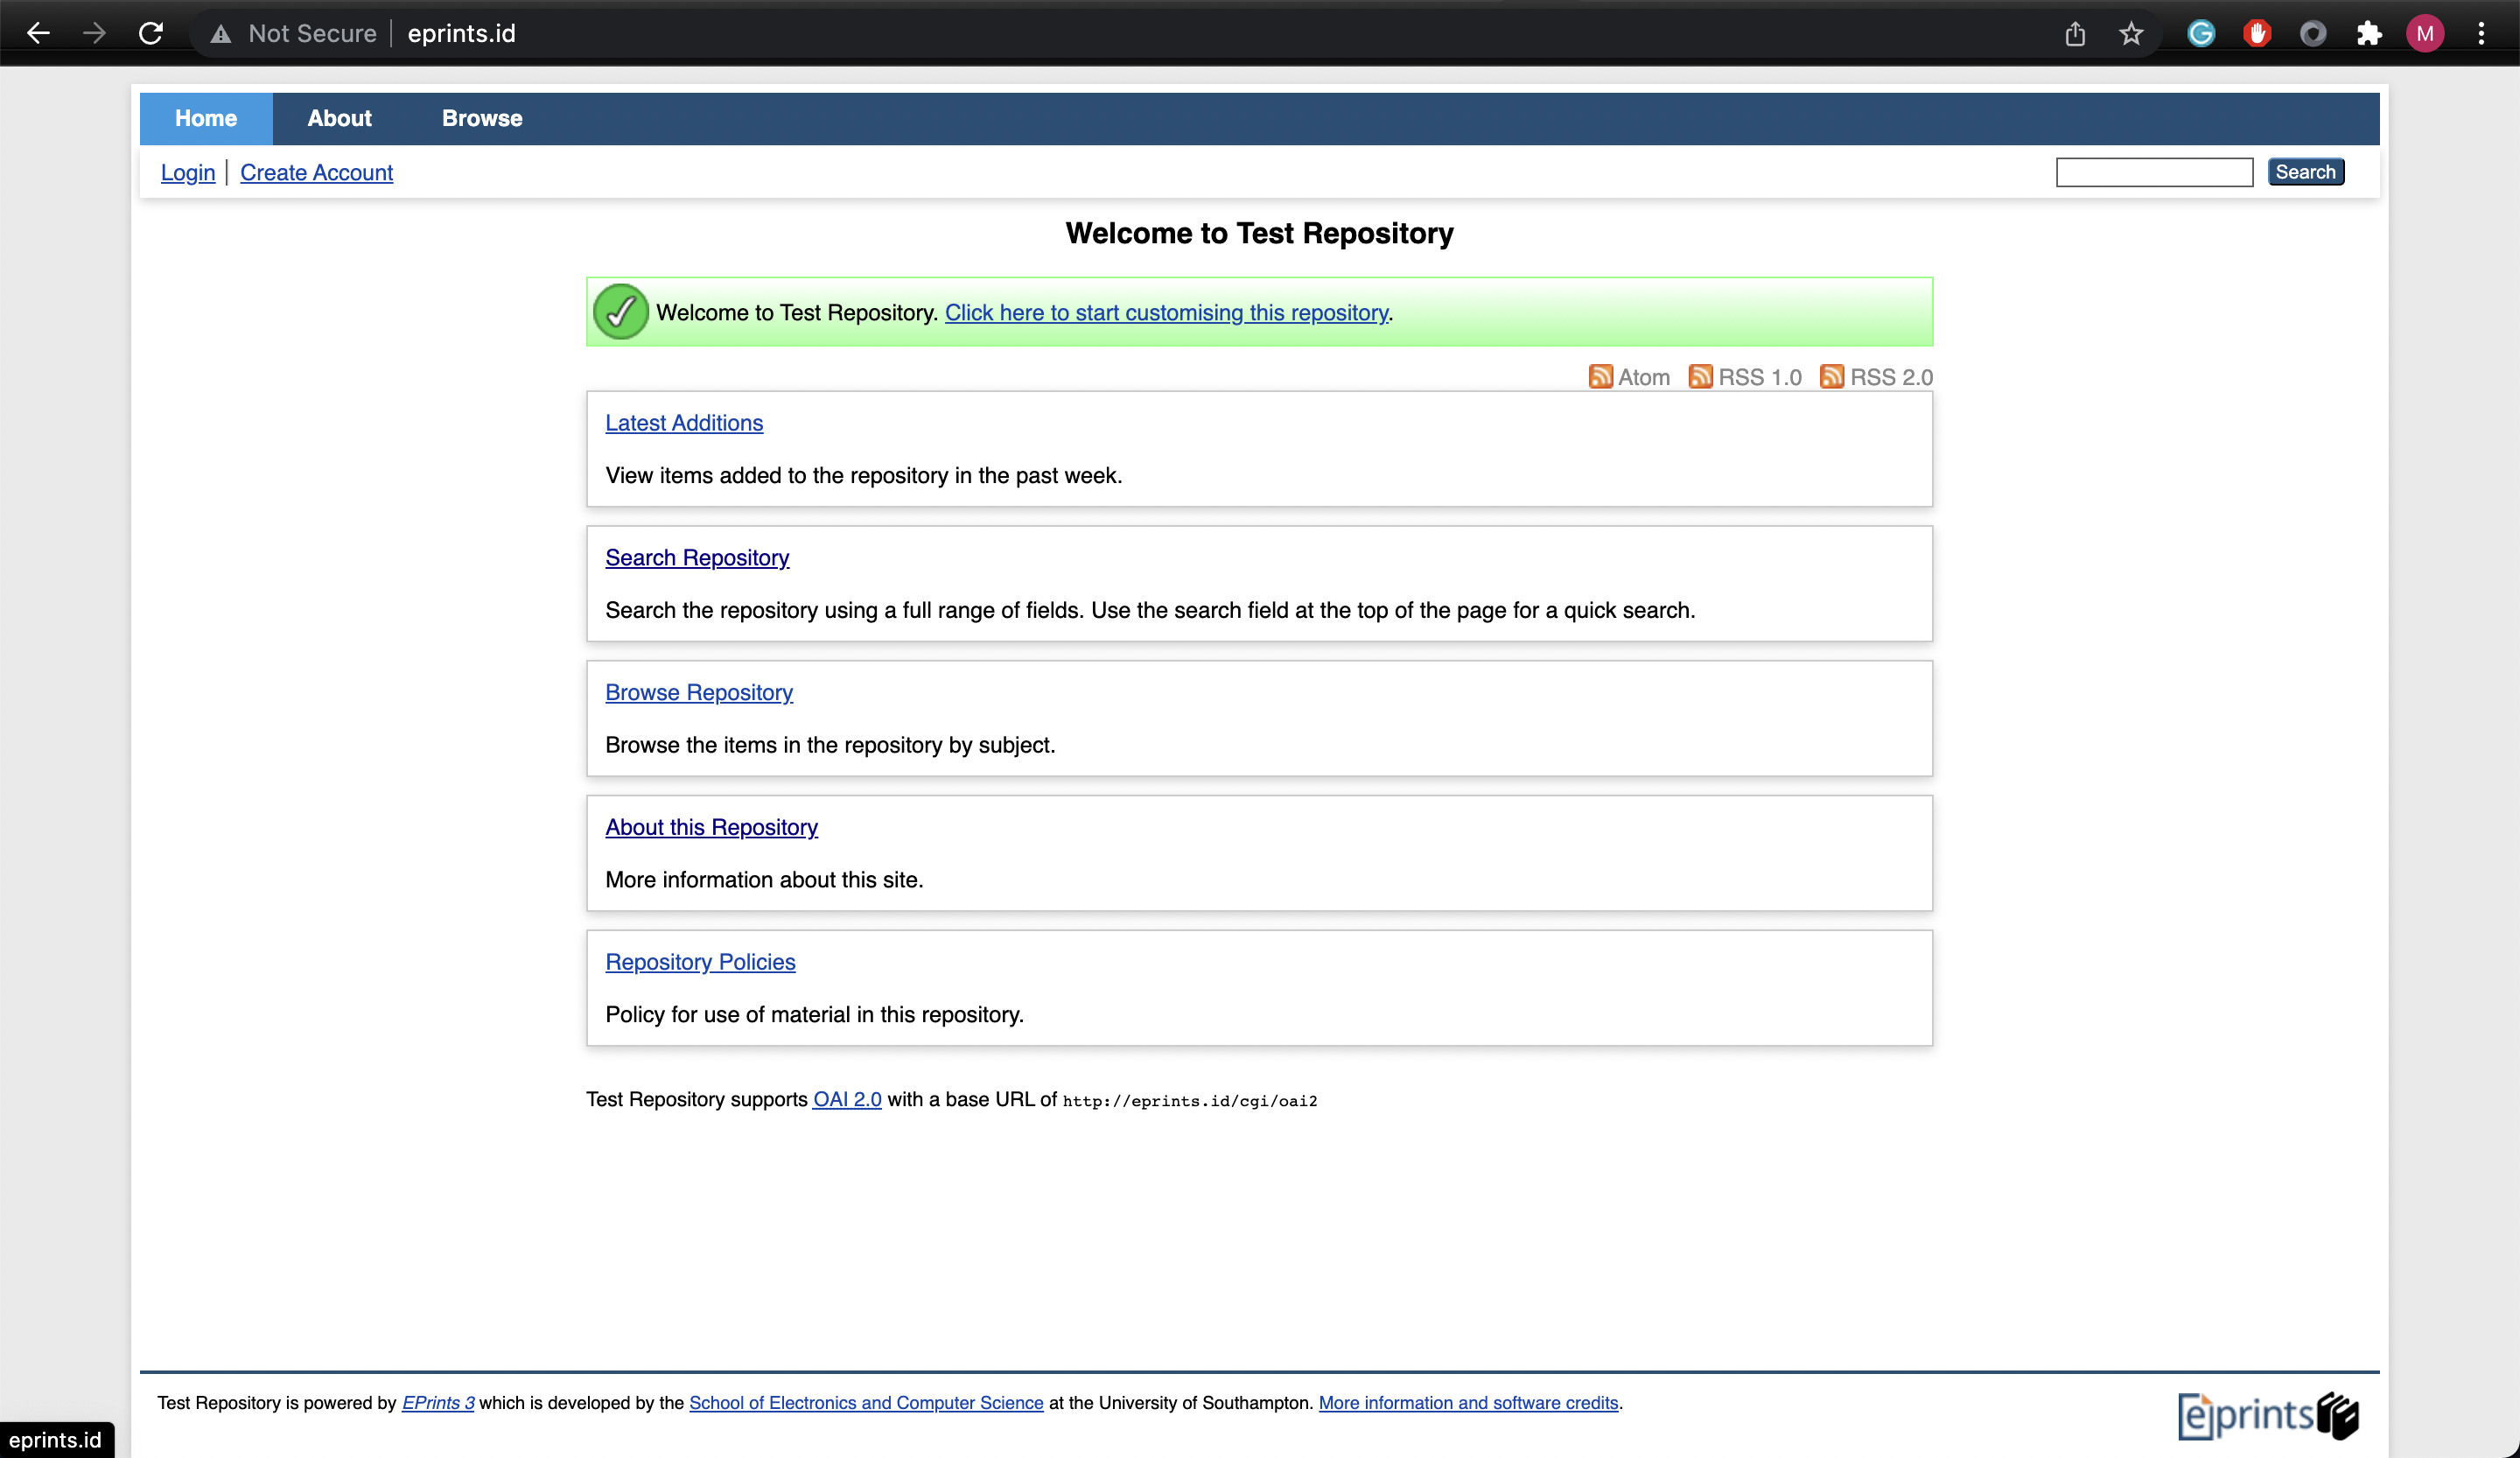 Not Secure | eprints.id
M
Home About Browse
Login | Create Account Search
Welcome to Test Repository
Welcome to Test Repository. Click here to start customising this repository.
Atom RSS 1.0 RSS 2.0
Latest Additions
View items added to the repository in the past week.
Search Repository
Search the repository using a full range of fields. Use the search field at the top of the page for a quick search.
Browse Repository
Browse the items in the repository by subject.
About this Repository
More information about this site.
Repository Policies
Policy for use of material in this repository.
Test Repository supports OAI 2.0 with a base URL of http://eprints.id/cgi/oai2
Test Repository is powered by EPrints 3 which is developed by the School of Electronics and Computer Science at the University of Southampton. More information and software credits.
eprints
eprints.id